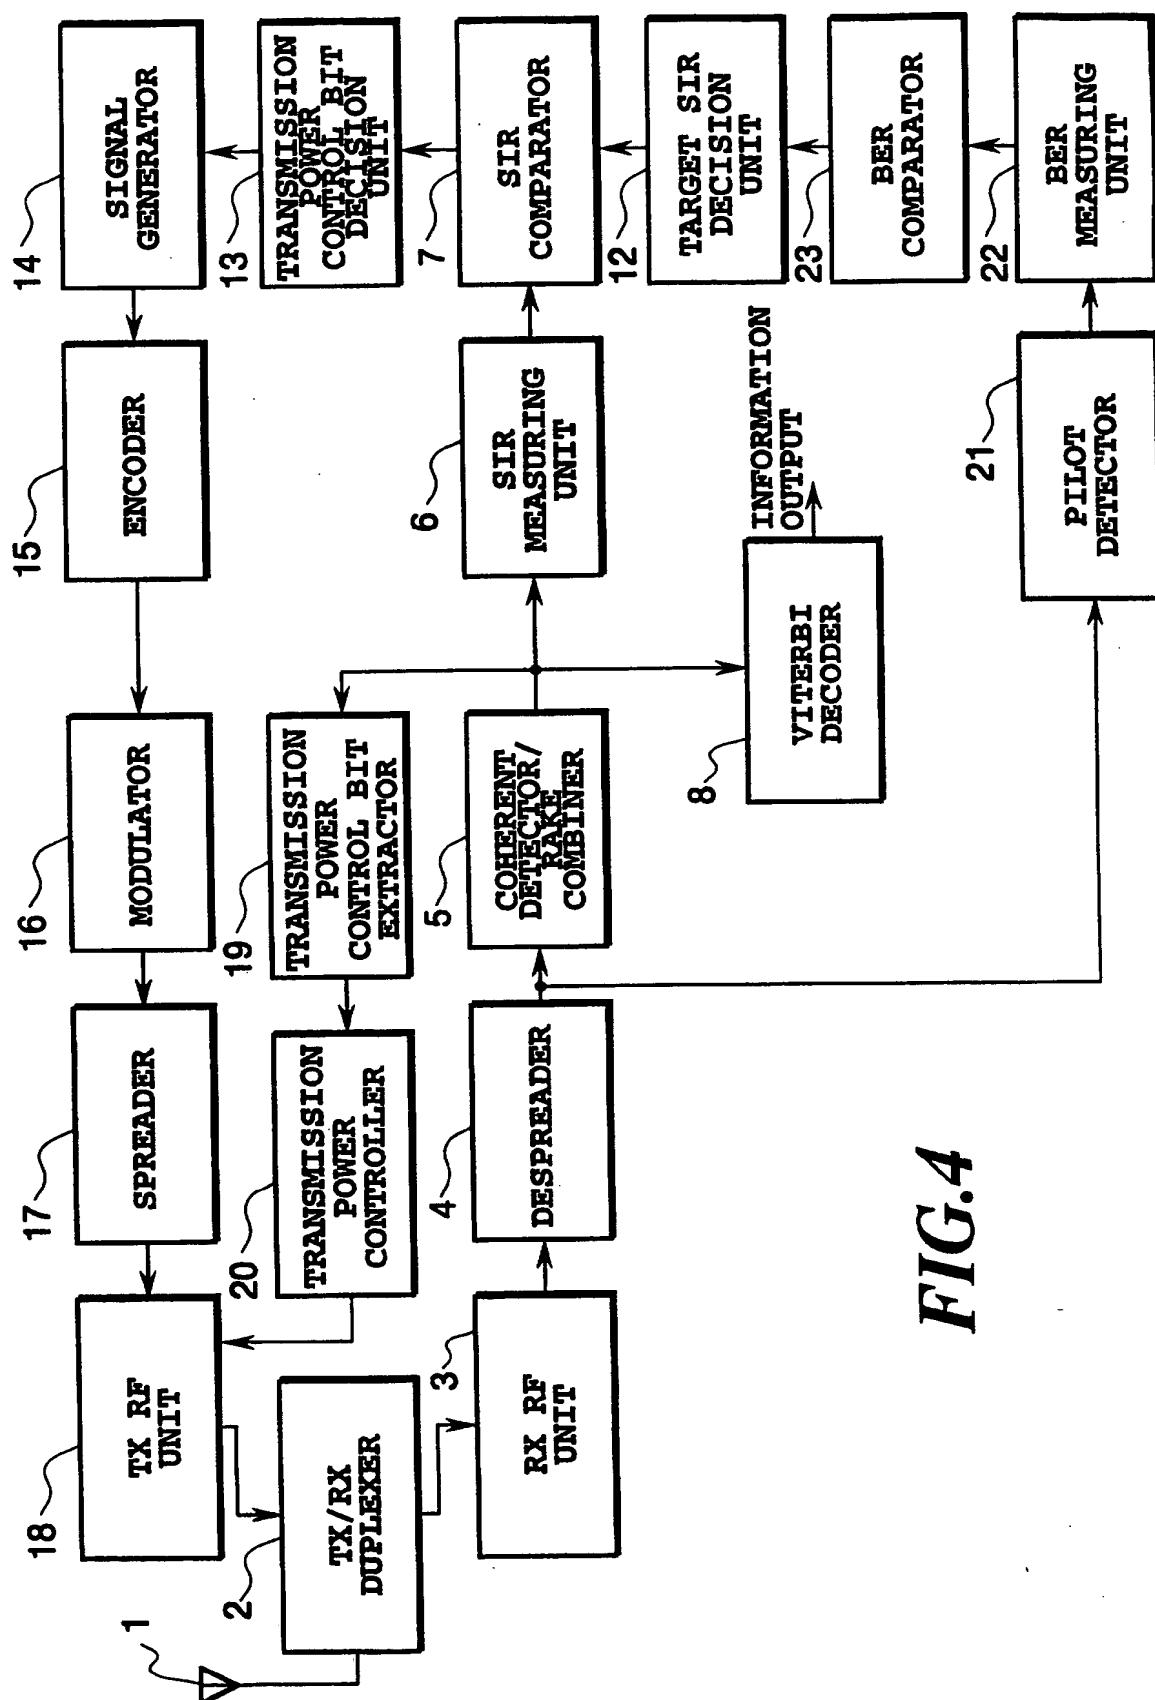 14
SIGNAL
GENERATOR
13
TRANSMISSION
POWER
CONTROL BIT
DECISION
UNIT
7
SIR
COMPARATOR
12
TARGET SIR
DECISION
UNIT
23
BER
COMPARATOR
22
BER
MEASURING
UNIT
15
ENCODER
6
SIR
MEASURING
UNIT
INFORMATION
OUTPUT
21
PILOT
DETECTOR
16
MODULATOR
19
TRANSMISSION
POWER
CONTROL BIT
EXTRACTOR
5
COHERENT
DETECTOR/
RAKE
COMBINER
8
VITERBI
DECODER
17
SPREADER
20
TRANSMISSION
POWER
CONTROLLER
4
DESPREADER
18
TX RF
UNIT
2
TX/RX
DUPLEXER
3
RX RF
UNIT
1
FIG.4